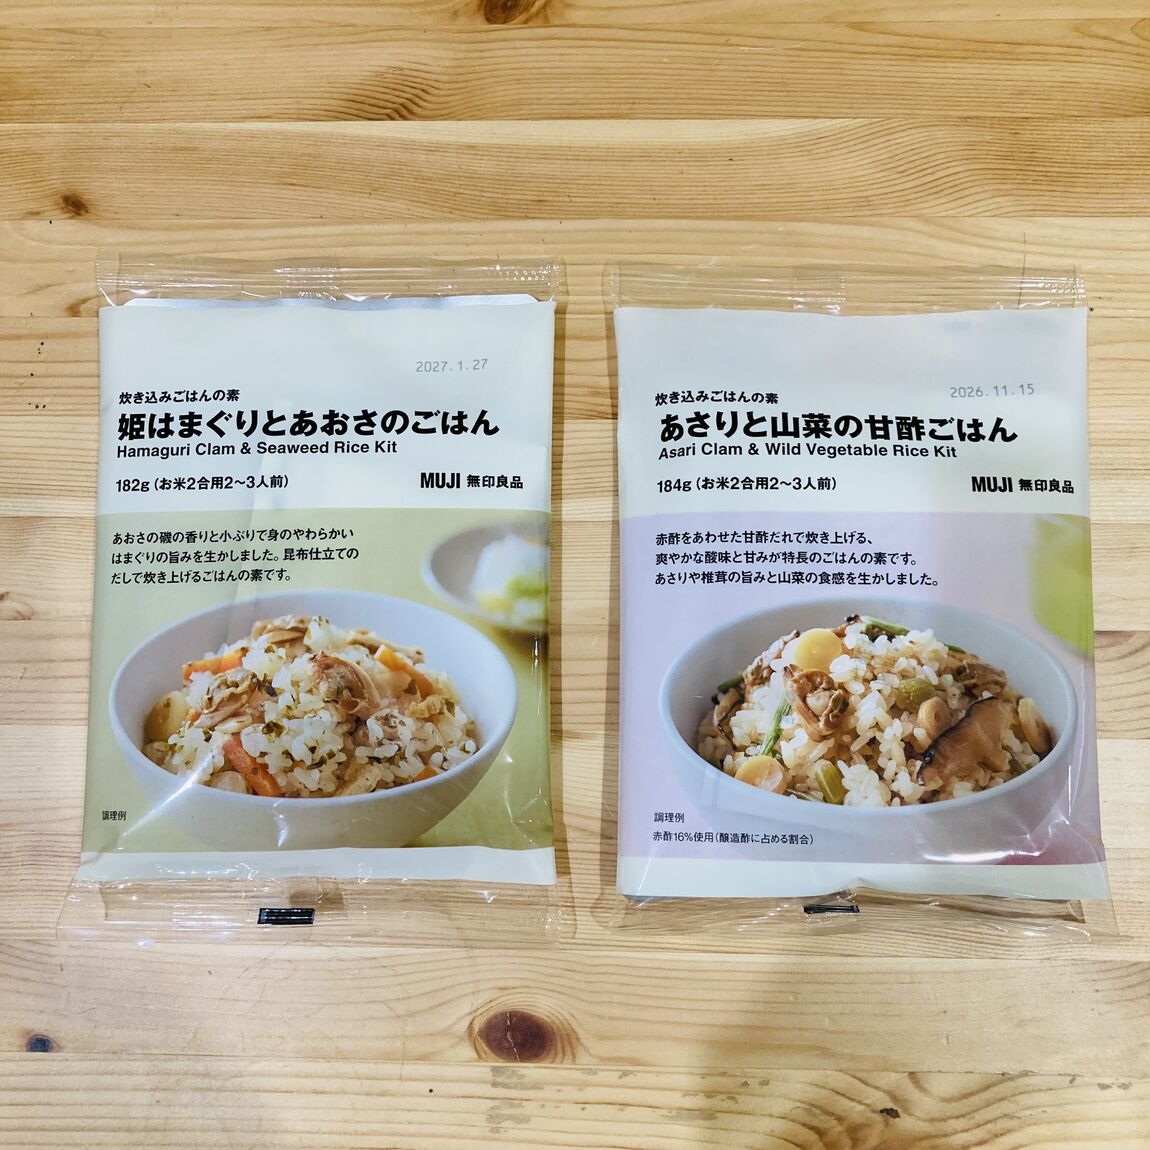 2027.1.27
炊き込みごはんの素
姫はまぐりとあおさのごはん
Hamaguri Clam & Seaweed Rice Kit
182g（お米2合用2〜3人前）
MUJI 無印良品
あおさの磯の香りと小ぶりで身のやわらかい
はまぐりの旨みを生かしました。昆布仕立ての
だしで炊き上げるごはんの素です。
調理例
2026.11.15
炊き込みごはんの素
あさりと山菜の甘酢ごはん
Asari Clam & Wild Vegetable Rice Kit
184g（お米2合用2〜3人前）
MUJI 無印良品
赤酢をあわせた甘酢だれで炊き上げる、
爽やかな酸味と甘みが特長のごはんの素です。
あさりや椎茸の旨みと山菜の食感を生かしました。
調理例
赤酢16%使用（醸造酢に占める割合）